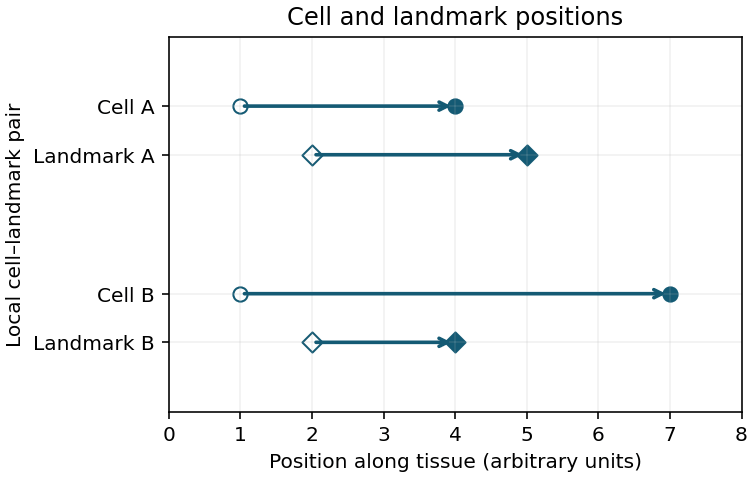 Cell and landmark positions
Local cell–landmark pair
Cell A
Landmark A
Cell B
Landmark B
0 1 2 3 4 5 6 7 8
Position along tissue (arbitrary units)